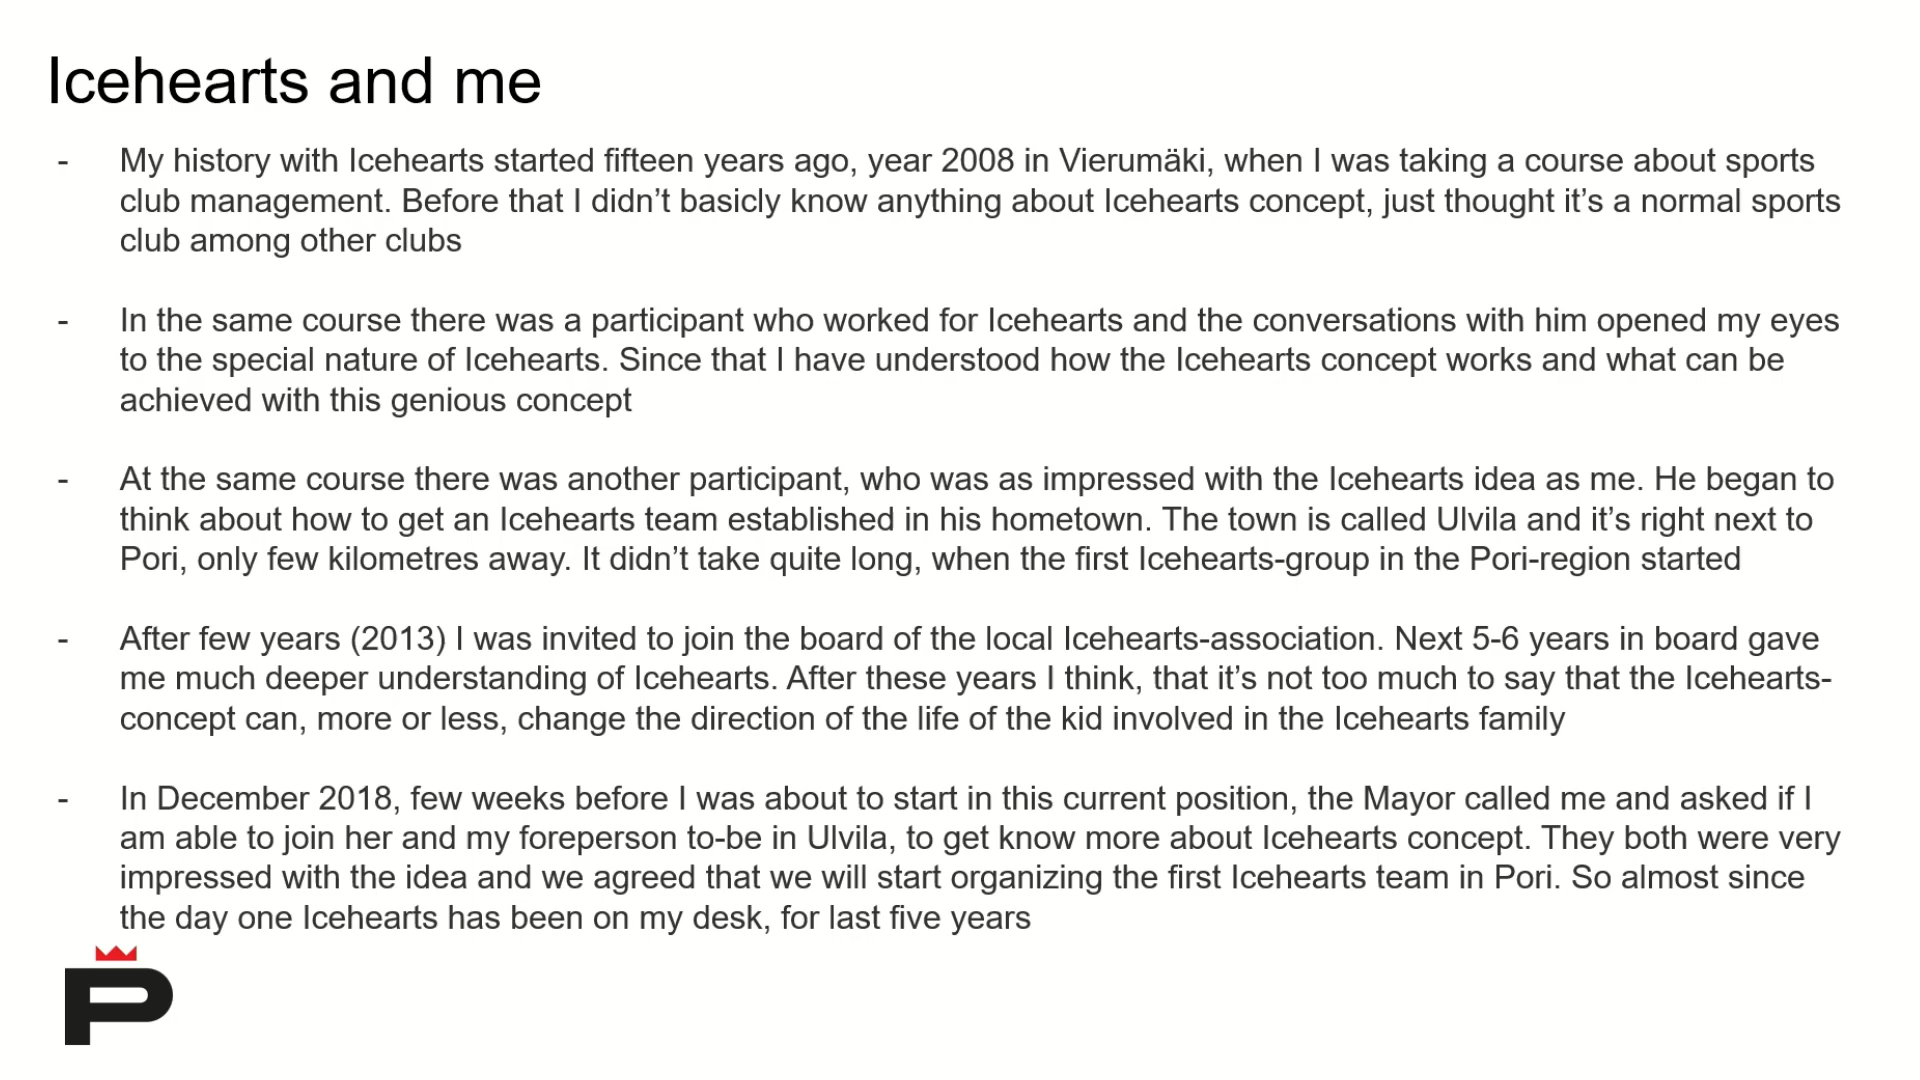 Icehearts and me
- My history with Icehearts started fifteen years ago, year 2008 in Vierumäki, when I was taking a course about sports
club management. Before that I didn’t basicly know anything about Icehearts concept, just thought it’s a normal sports
club among other clubs
- In the same course there was a participant who worked for Icehearts and the conversations with him opened my eyes
to the special nature of Icehearts. Since that I have understood how the Icehearts concept works and what can be
achieved with this genious concept
- At the same course there was another participant, who was as impressed with the Icehearts idea as me. He began to
think about how to get an Icehearts team established in his hometown. The town is called Ulvila and it’s right next to
Pori, only few kilometres away. It didn’t take quite long, when the first Icehearts-group in the Pori-region started
- After few years (2013) I was invited to join the board of the local Icehearts-association. Next 5-6 years in board gave
me much deeper understanding of Icehearts. After these years I think, that it’s not too much to say that the Icehearts-
concept can, more or less, change the direction of the life of the kid involved in the Icehearts family
- In December 2018, few weeks before I was about to start in this current position, the Mayor called me and asked if I
am able to join her and my foreperson to-be in Ulvila, to get know more about Icehearts concept. They both were very
impressed with the idea and we agreed that we will start organizing the first Icehearts team in Pori. So almost since
the day one Icehearts has been on my desk, for last five years
P